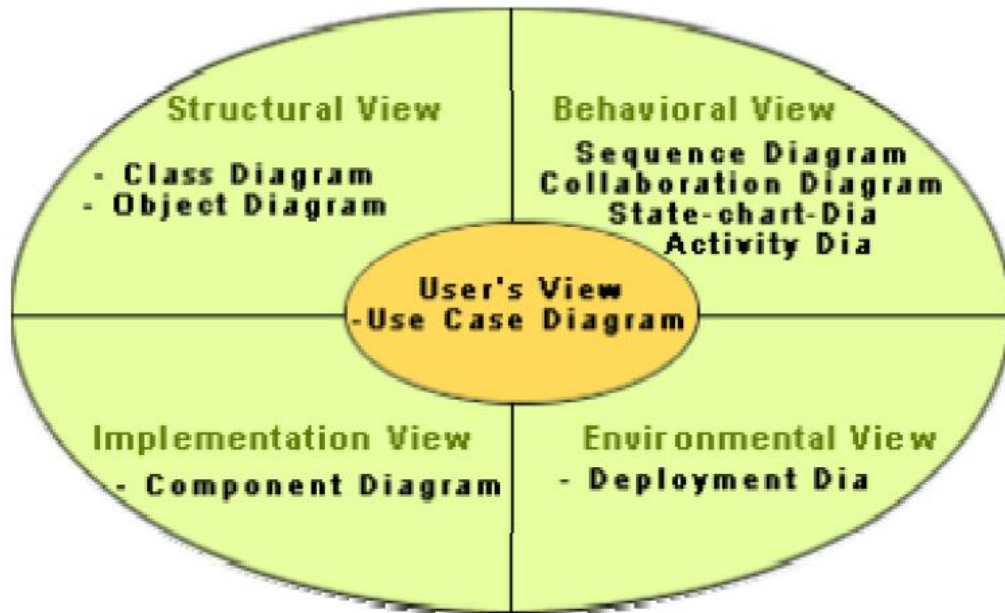 Structural View
- Class Diagram
- Object Diagram
Behavioral View
Sequence Diagram
Collaboration Diagram
State-chart-Dia
Activity Dia
User's View
-Use Case Diagram
Implementation View
- Component Diagram
Environmental View
- Deployment Dia